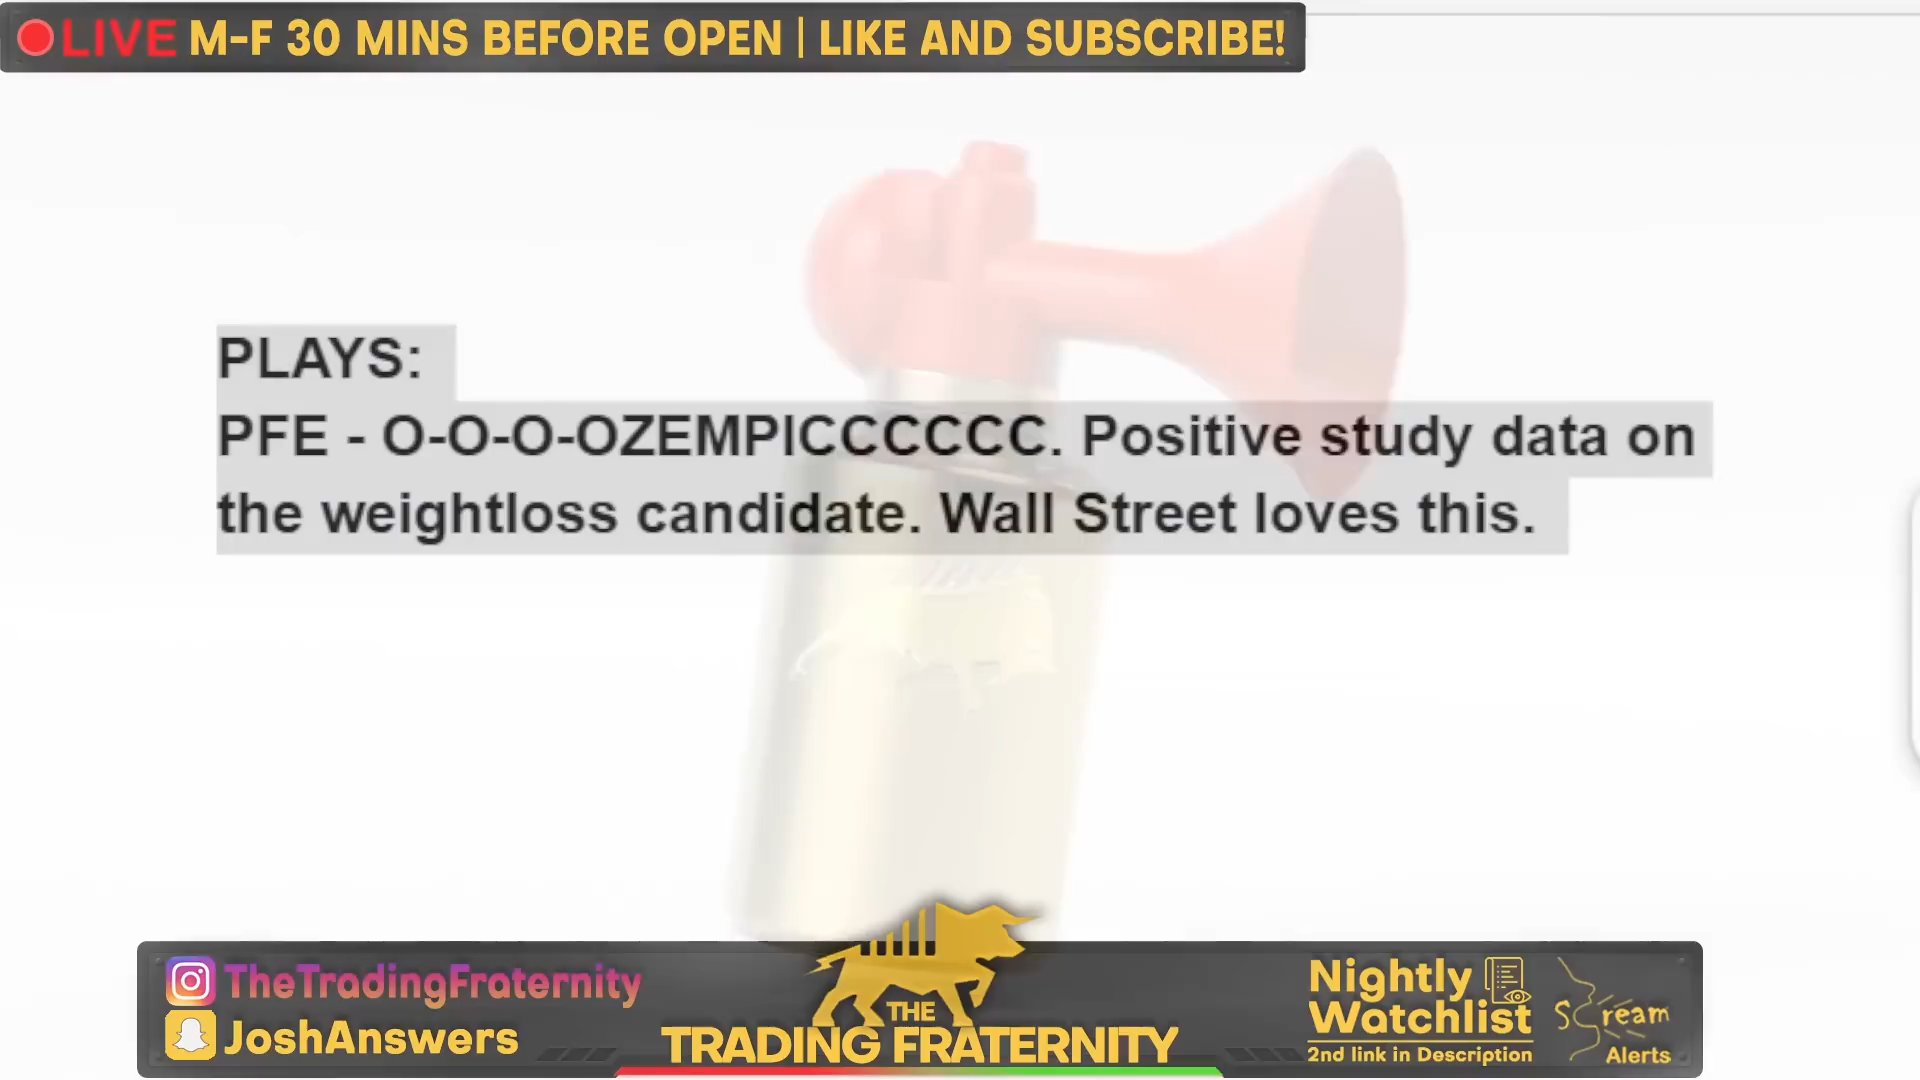 LIVE M-F 30 MINS BEFORE OPEN | LIKE AND SUBSCRIBE!
PLAYS:
PFE - O-O-O-OZEMPICCCCCC. Positive study data on
the weightloss candidate. Wall Street loves this.
TheTradingFraternity
JoshAnswers
THE
TRADING FRATERNITY
Nightly
Watchlist
2nd link in Description
Scream
Alerts